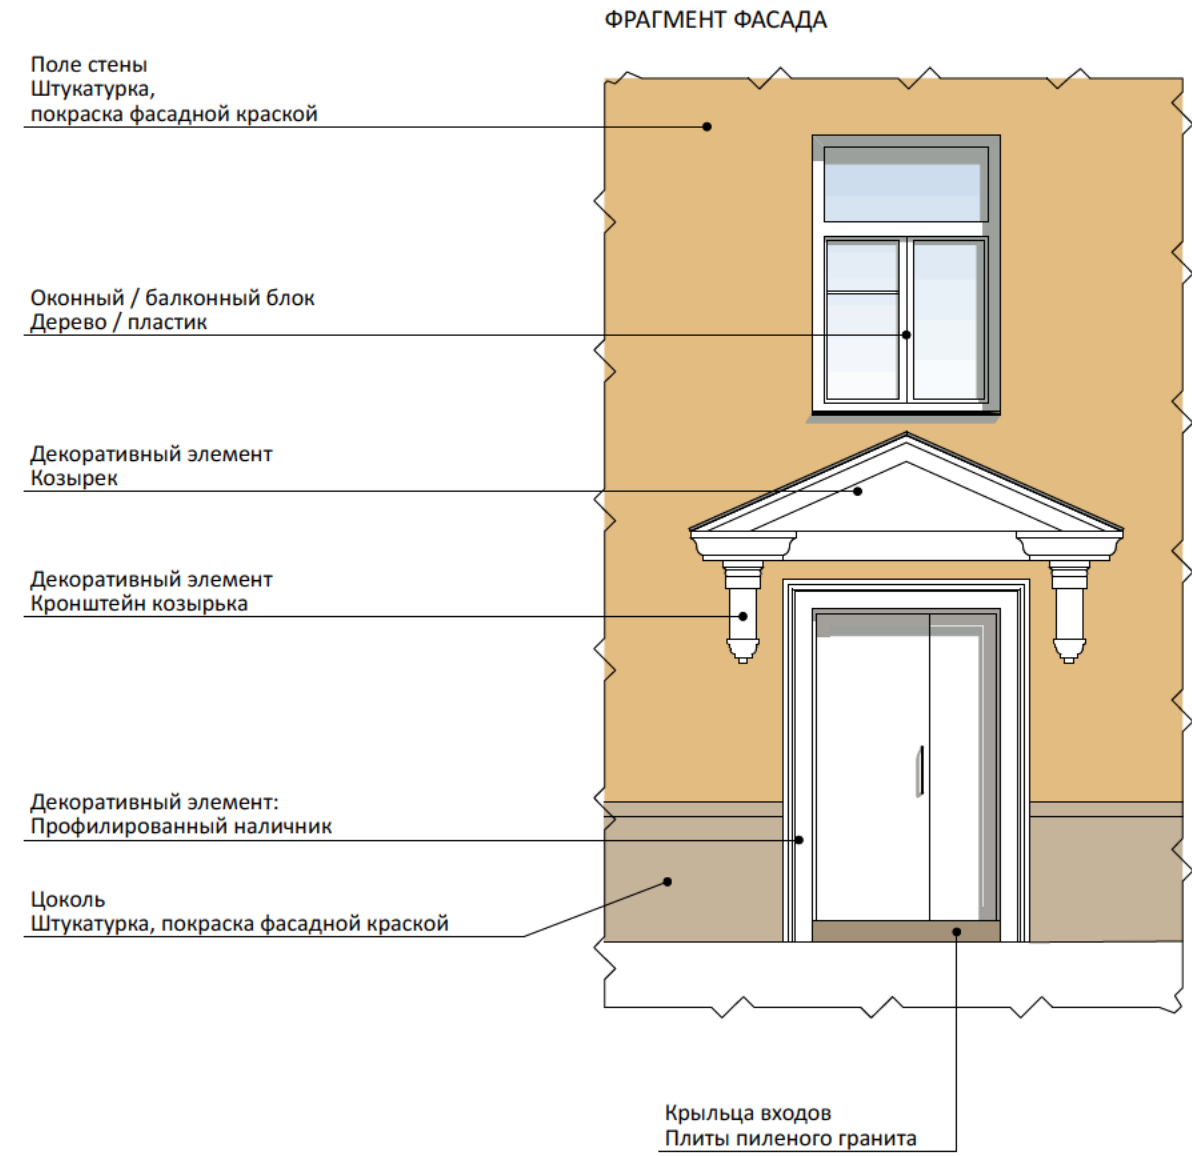 ФРАГМЕНТ ФАСАДА
Поле стены
Штукатурка,
покраска фасадной краской
Оконный / балконный блок
Дерево / пластик
Декоративный элемент
Козырек
Декоративный элемент
Кронштейн козырька
Декоративный элемент:
Профилированный наличник
Цоколь
Штукатурка, покраска фасадной краской
Крыльца входов
Плиты пиленого гранита